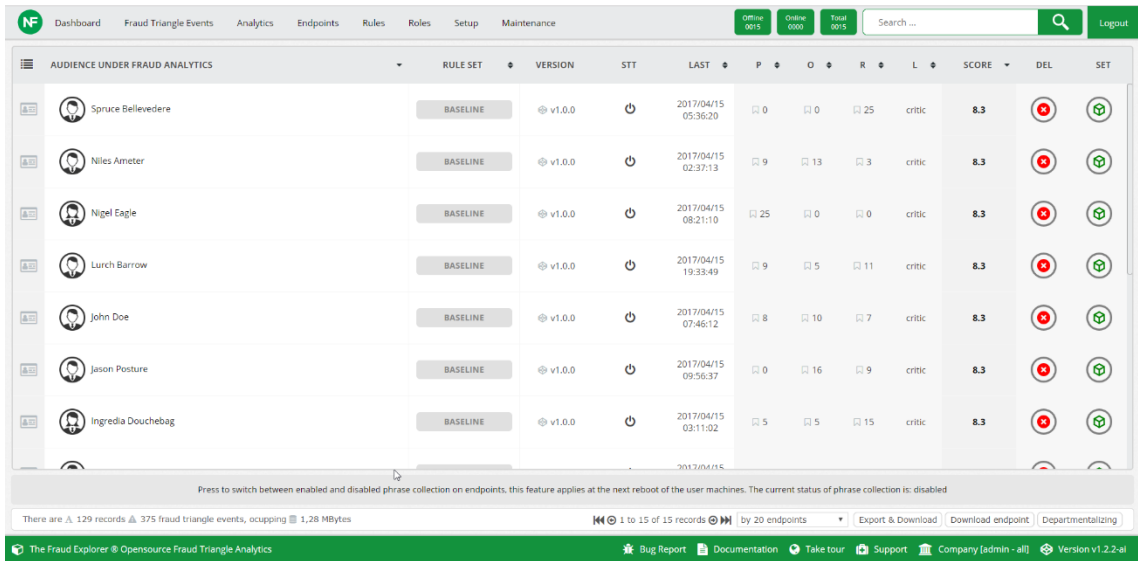 NF Dashboard Fraud Triangle Events Analytics Endpoints Rules Roles Setup Maintenance Offline 0015 Online 0000 Total 0015 Search ... Logout
AUDIENCE UNDER FRAUD ANALYTICS RULE SET VERSION STT LAST P O R L SCORE DEL SET
Spruce Bellevedere BASELINE v1.0.0 2017/04/15 05:36:20 0 0 25 critic 8.3
Niles Ameter BASELINE v1.0.0 2017/04/15 02:37:13 9 13 3 critic 8.3
Nigel Eagle BASELINE v1.0.0 2017/04/15 08:21:10 25 0 0 critic 8.3
Lurch Barrow BASELINE v1.0.0 2017/04/15 19:33:49 9 5 11 critic 8.3
John Doe BASELINE v1.0.0 2017/04/15 07:46:12 8 10 7 critic 8.3
Jason Posture BASELINE v1.0.0 2017/04/15 09:56:37 0 16 9 critic 8.3
Ingredia Douchebag BASELINE v1.0.0 2017/04/15 03:11:02 5 5 15 critic 8.3
2017/04/15
Press to switch between enabled and disabled phrase collection on endpoints, this feature applies at the next reboot of the user machines. The current status of phrase collection is: disabled
There are 129 records 375 fraud triangle events, ocupping 1,28 MBytes 1 to 15 of 15 records by 20 endpoints Export & Download Download endpoint Departmentalizing
The Fraud Explorer ® Opensource Fraud Triangle Analytics Bug Report Documentation Take tour Support Company [admin - all] Version v1.2.2-ai